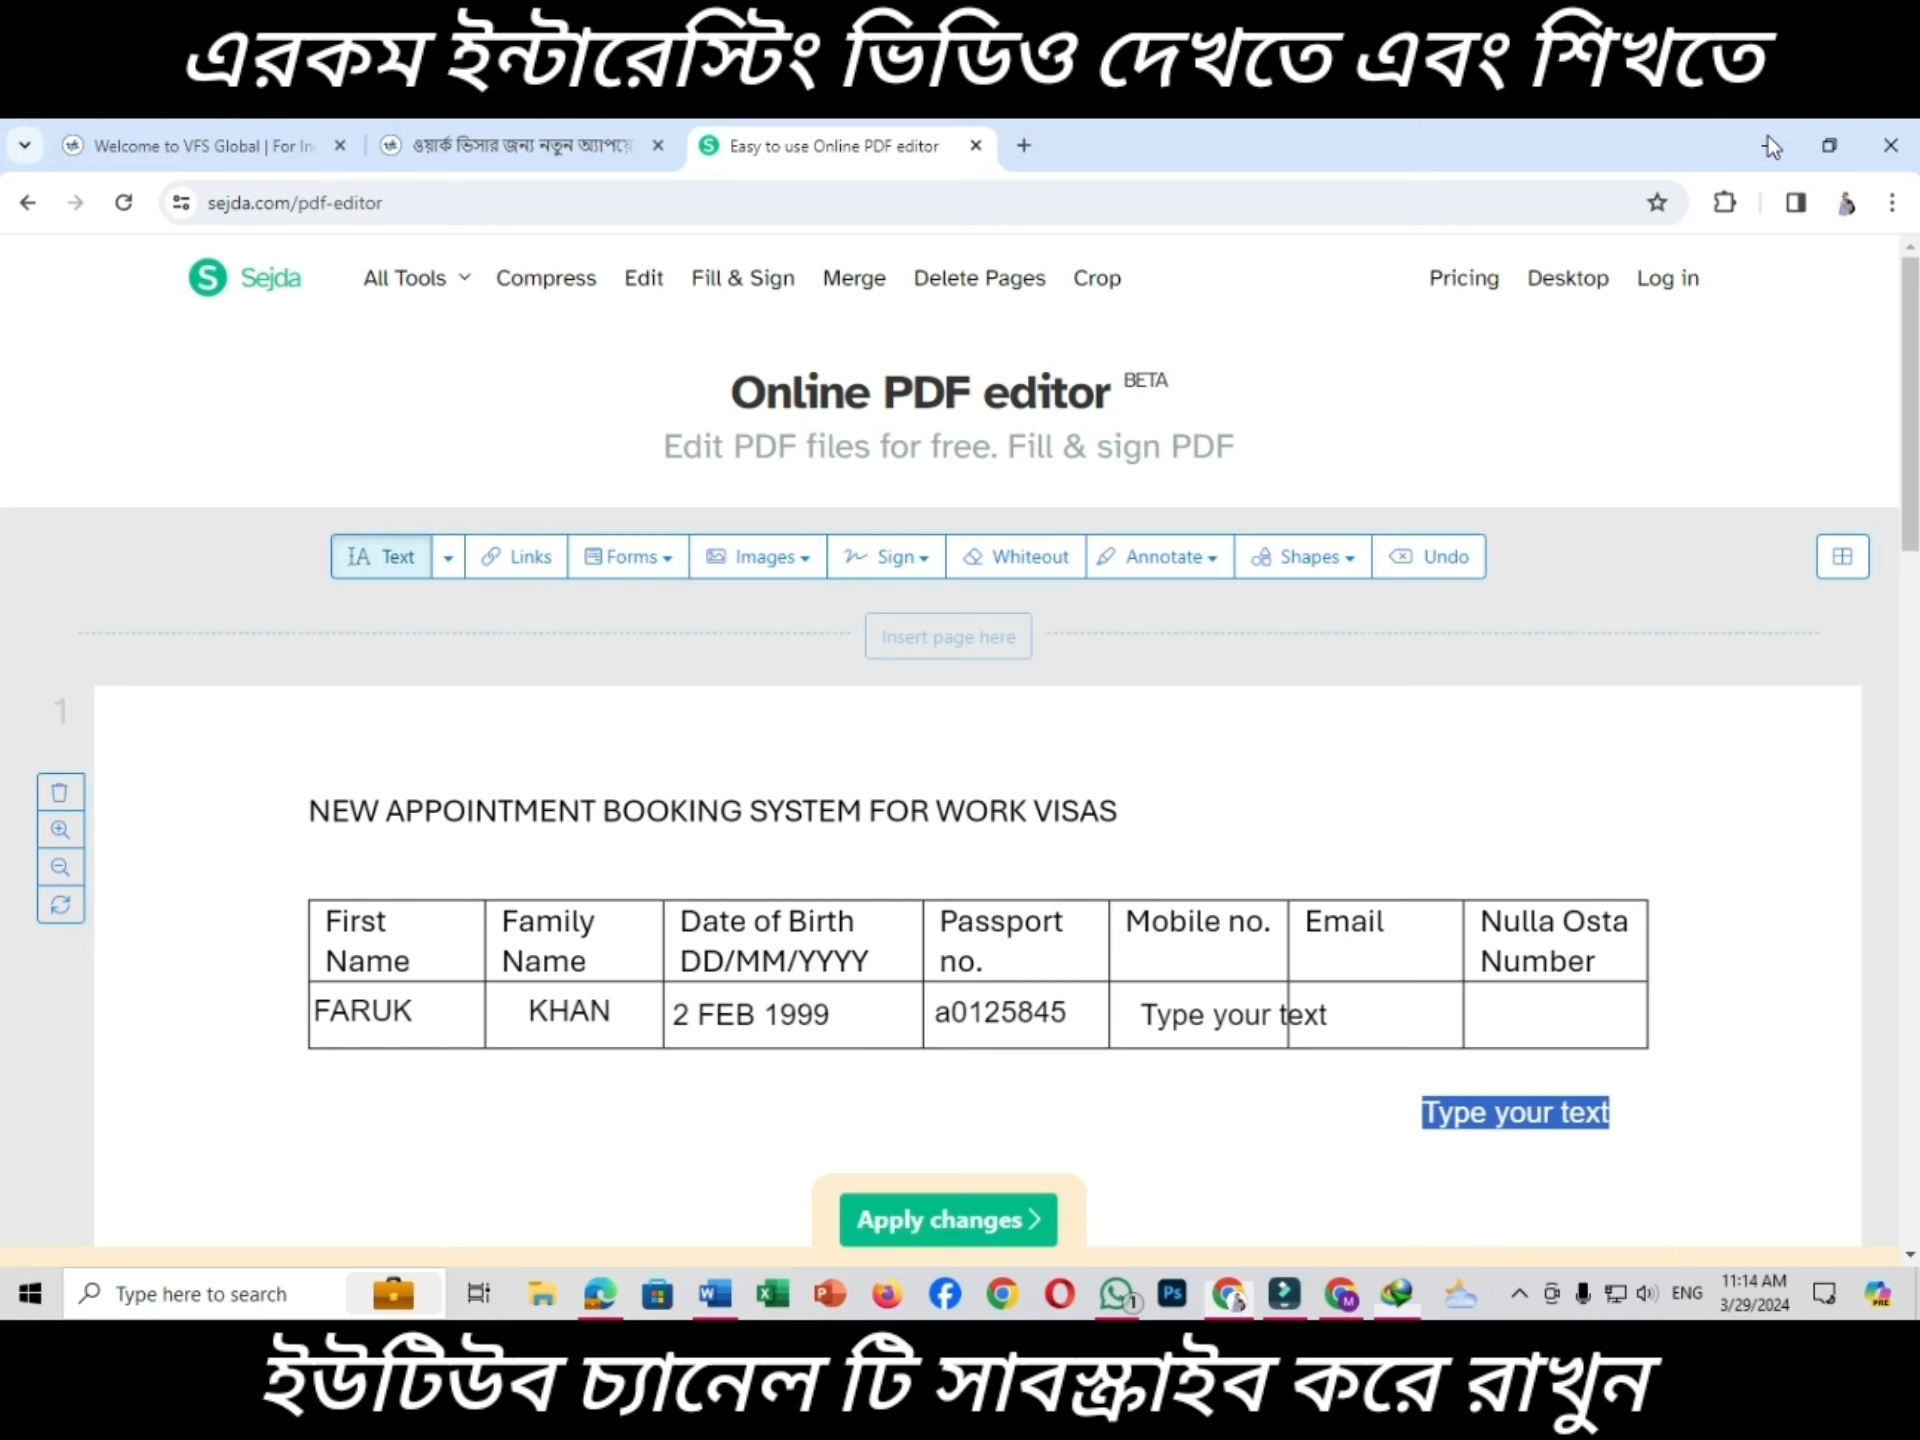 এরকম ইন্টারেস্টিং ভিডিও দেখতে এবং শিখতে
Welcome to VFS Global | For In
ওয়ার্ক ভিসার জন্য নতুন অ্যাপয়ে
Easy to use Online PDF editor
sejda.com/pdf-editor
S Sejda All Tools Compress Edit Fill & Sign Merge Delete Pages Crop Pricing Desktop Log in
Online PDF editor BETA
Edit PDF files for free. Fill & sign PDF
Text Links Forms Images Sign Whiteout Annotate Shapes Undo
Insert page here
1
NEW APPOINTMENT BOOKING SYSTEM FOR WORK VISAS
First Name Family Name Date of Birth DD/MM/YYYY Passport no. Mobile no. Email Nulla Osta Number
FARUK KHAN 2 FEB 1999 a0125845 Type your text
Type your text
Apply changes
Type here to search
ENG
11:14 AM
3/29/2024
ইউটিউব চ্যানেল টি সাবস্ক্রাইব করে রাখুন